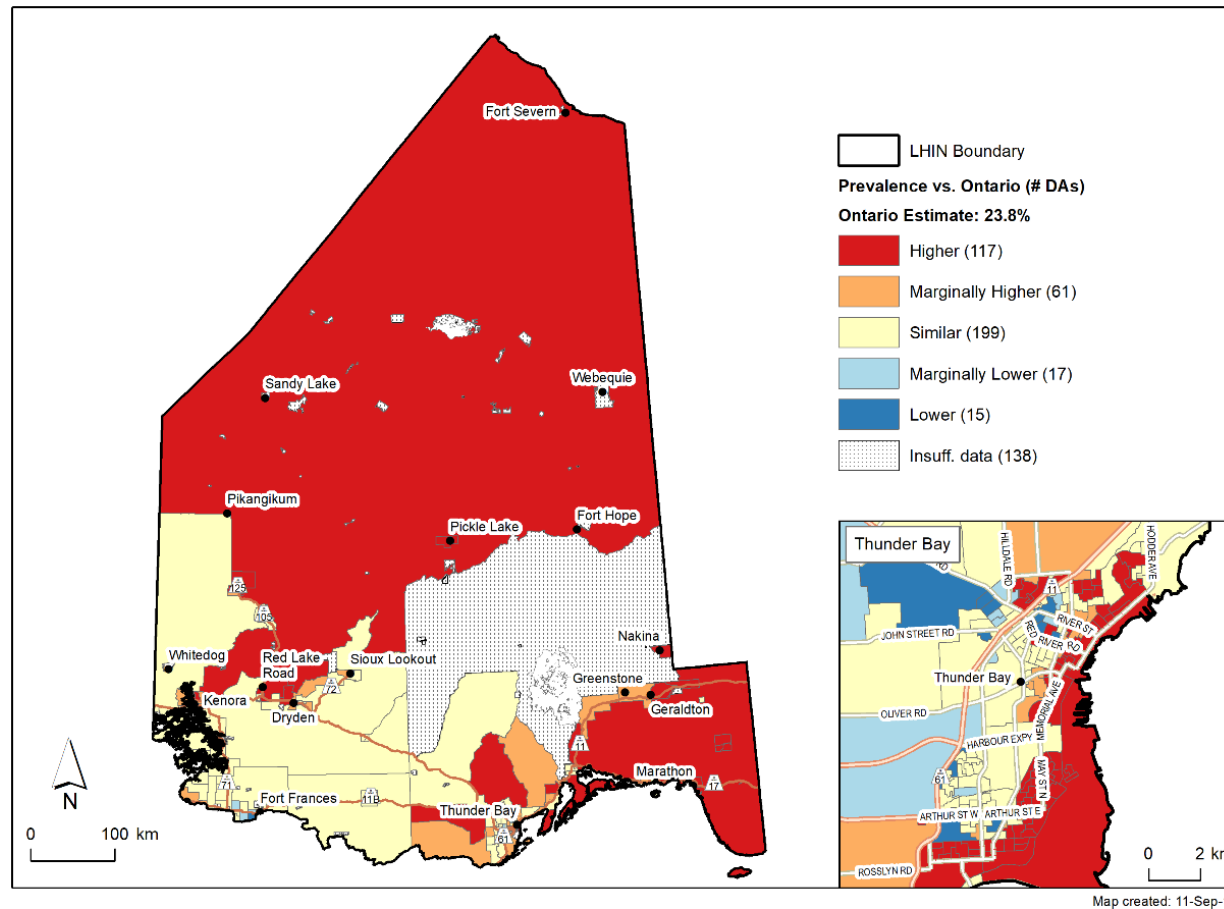 Fort Severn
Sandy Lake
Webequie
Pikangikum
Pickle Lake
Fort Hope
125
105
Nakina
Whitedog
Red Lake
Road
Sioux Lookout
72
Greenstone
Kenora
Dryden
Geraldton
11
Marathon
17
71
Fort Frances
11B
Thunder Bay
61
N
0 100 km
LHIN Boundary
Prevalence vs. Ontario (# DAs)
Ontario Estimate: 23.8%
Higher (117)
Marginally Higher (61)
Similar (199)
Marginally Lower (17)
Lower (15)
Insuff. data (138)
Thunder Bay
HILLDALE RD
HODDER AVE
11
JOHN STREET RD
RIVER ST
RED RIVER RD
Thunder Bay
MEMORIAL AVE
OLIVER RD
HARBOUR EXPY
61
MAY ST N
ARTHUR ST W
ARTHUR ST E
ROSSLYN RD
0 2
Map created: 11-Sep-